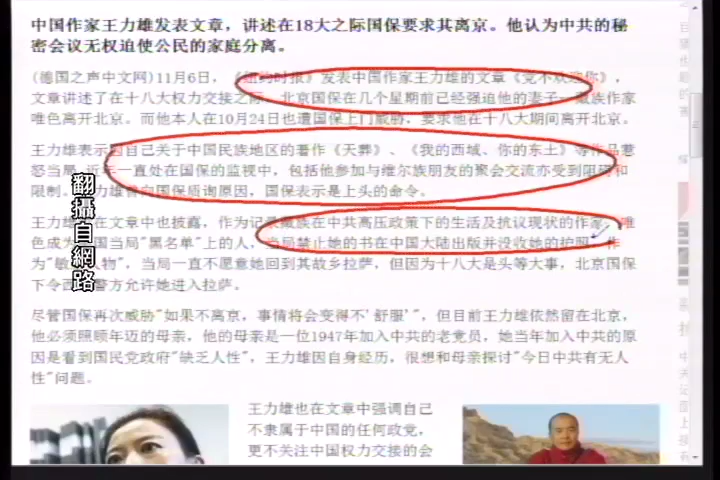 中国作家王力雄发表文章，讲述在18大之际国保要求其离京。他认为中共的秘
密会议无权迫使公民的家庭分离。
(德国之声中文网)11月6日，《纽约时报》发表中国作家王力雄的文章《党不欢迎你》，
文章讲述了在十八大权力交接之际，北京国保在几个星期前已经强迫他的妻子、藏族作家
唯色离开北京。而他本人在10月24日也遭国保上门威胁，要求他在十八大期间离开北京。
王力雄表示因自己关于中国民族地区的著作《天葬》、《我的西域、你的东土》等作品惹
怒当局，近年一直处在国保的监视中，包括他参加与维尔族朋友的聚会交流亦受到阻碍和
限制。力雄曾向国保质询原因，国保表示是上头的命令。
王力雄在文章中也披露，作为记录藏族在中共高压政策下的生活及抗议现状的作家，唯
色成为国当局"黑名单"上的人，当局禁止她的书在中国大陆出版并没收她的护照。作
为"敏人物"，当局一直不愿意她回到其故乡拉萨，但因为十八大是头等大事，北京国保
下令西警方允许她进入拉萨。
尽管国保再次威胁"如果不离京，事情将会变得不'舒服'"，但目前王力雄依然留在北京，
他必须照顾年迈的母亲，他的母亲是一位1947年加入中共的老党员，她当年加入中共的原
因是看到国民党政府"缺乏人性"，王力雄因自身经历，很想和母亲探讨"今日中共有无人
性"问题。
王力雄也在文章中强调自己
不隶属于中国的任何政党，
更不关注中国权力交接的会
翻攝自網路